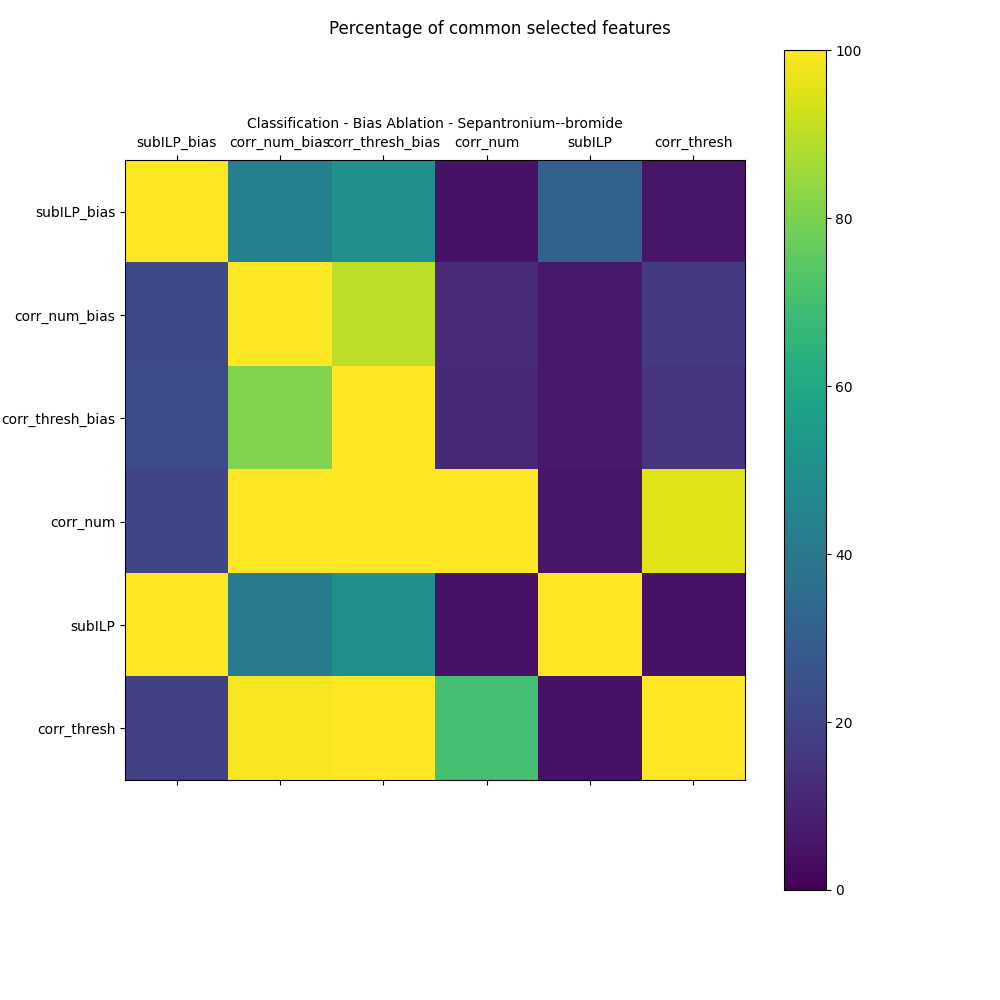 Percentage of common selected features
Classification - Bias Ablation - Sepantronium--bromide
subILP_bias corr_num_bias corr_thresh_bias corr_num subILP corr_thresh
subILP_bias
corr_num_bias
corr_thresh_bias
corr_num
subILP
corr_thresh
100
80
60
40
20
0